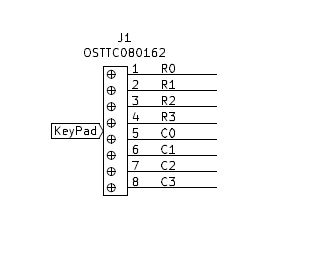 J1
OSTTC080162
1 R0
2 R1
3 R2
4 R3
KeyPad
5 C0
6 C1
7 C2
8 C3